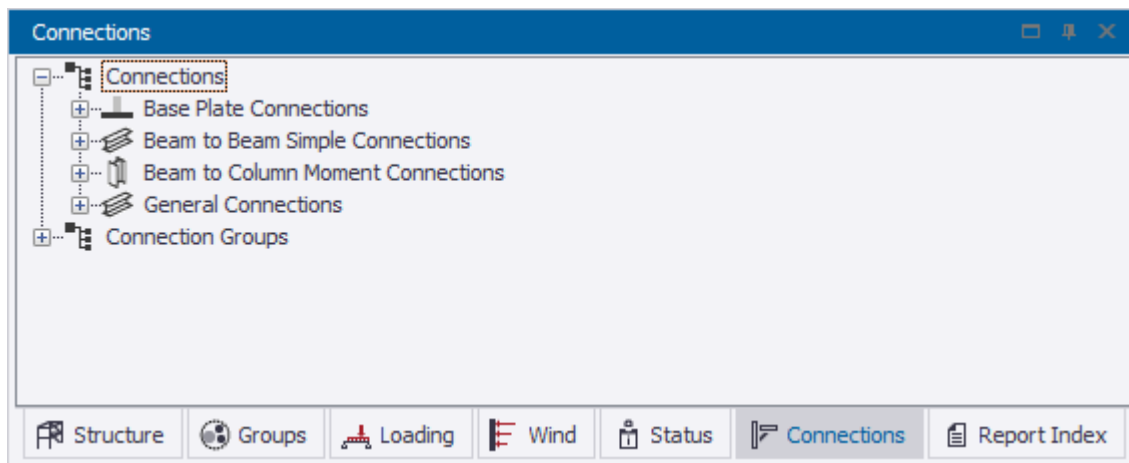 Connections
Connections
Base Plate Connections
Beam to Beam Simple Connections
Beam to Column Moment Connections
General Connections
Connection Groups
Structure Groups Loading Wind Status Connections Report Index